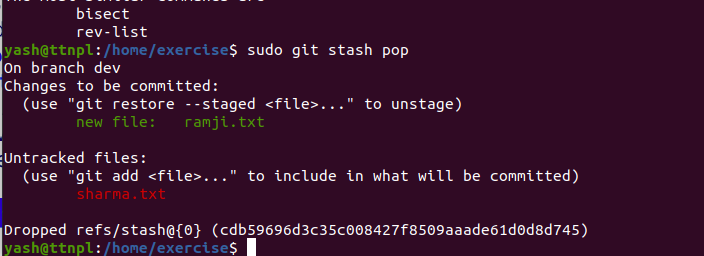 bisect
rev-list
yash@ttnpl:/home/exercise$ sudo git stash pop
On branch dev
Changes to be committed:
  (use "git restore --staged <file>..." to unstage)
        new file:   ramji.txt

Untracked files:
  (use "git add <file>..." to include in what will be committed)
        sharma.txt

Dropped refs/stash@{0} (cdb59696d3c35c008427f8509aaade61d0d8d745)
yash@ttnpl:/home/exercise$